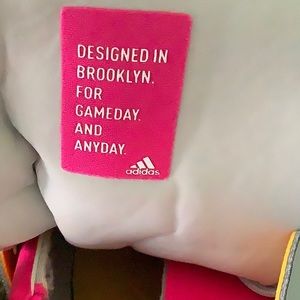 DESIGNED IN
BROOKLYN.
FOR
GAMEDAY.
AND
ANYDAY.
adidas